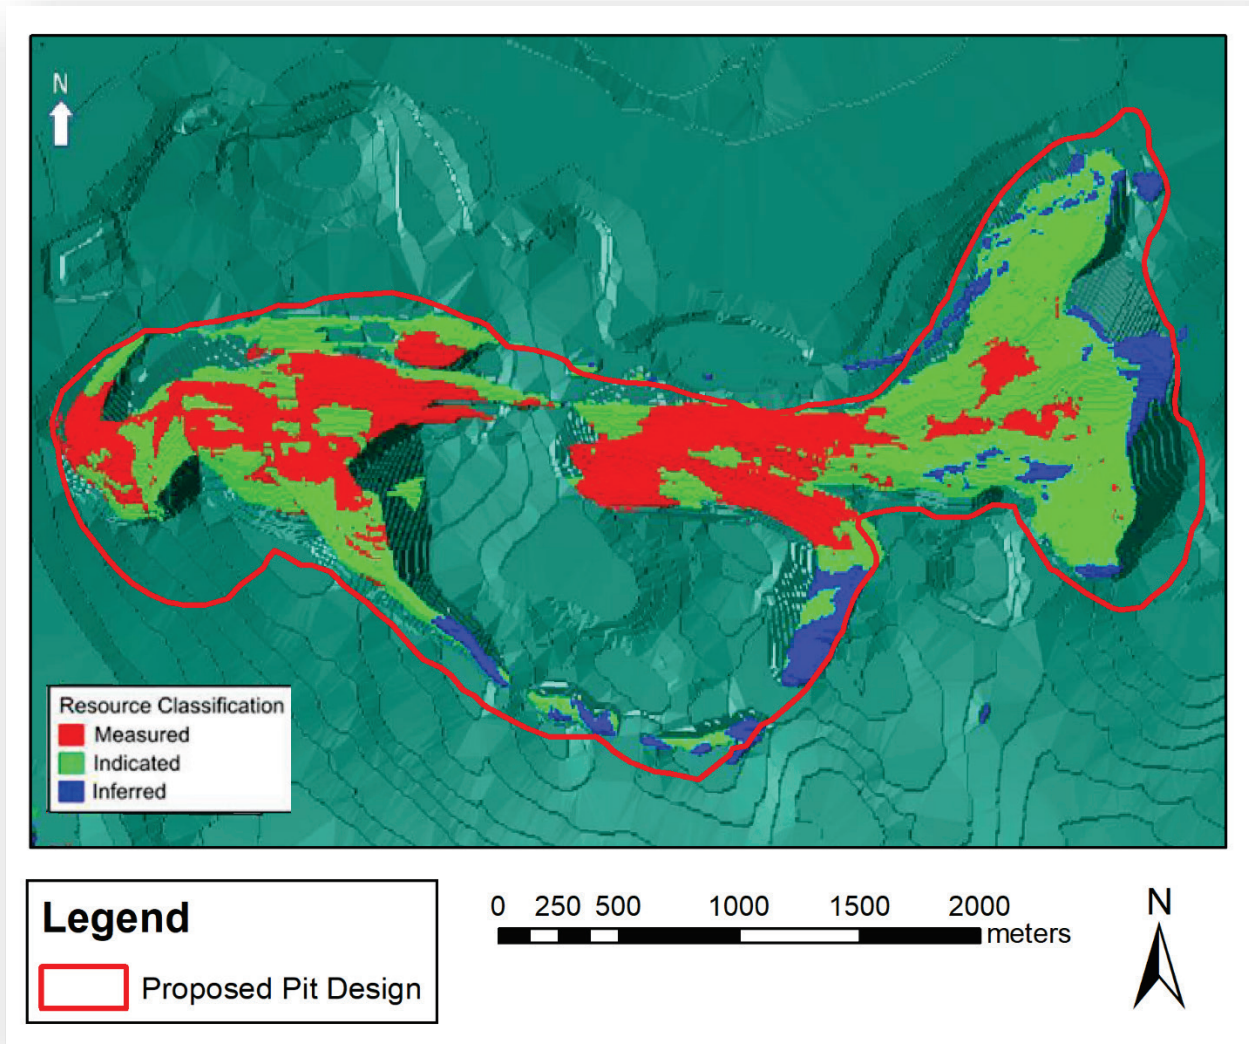 N
Resource Classification
Measured
Indicated
Inferred
Legend
Proposed Pit Design
0 250 500 1000 1500 2000
meters
N